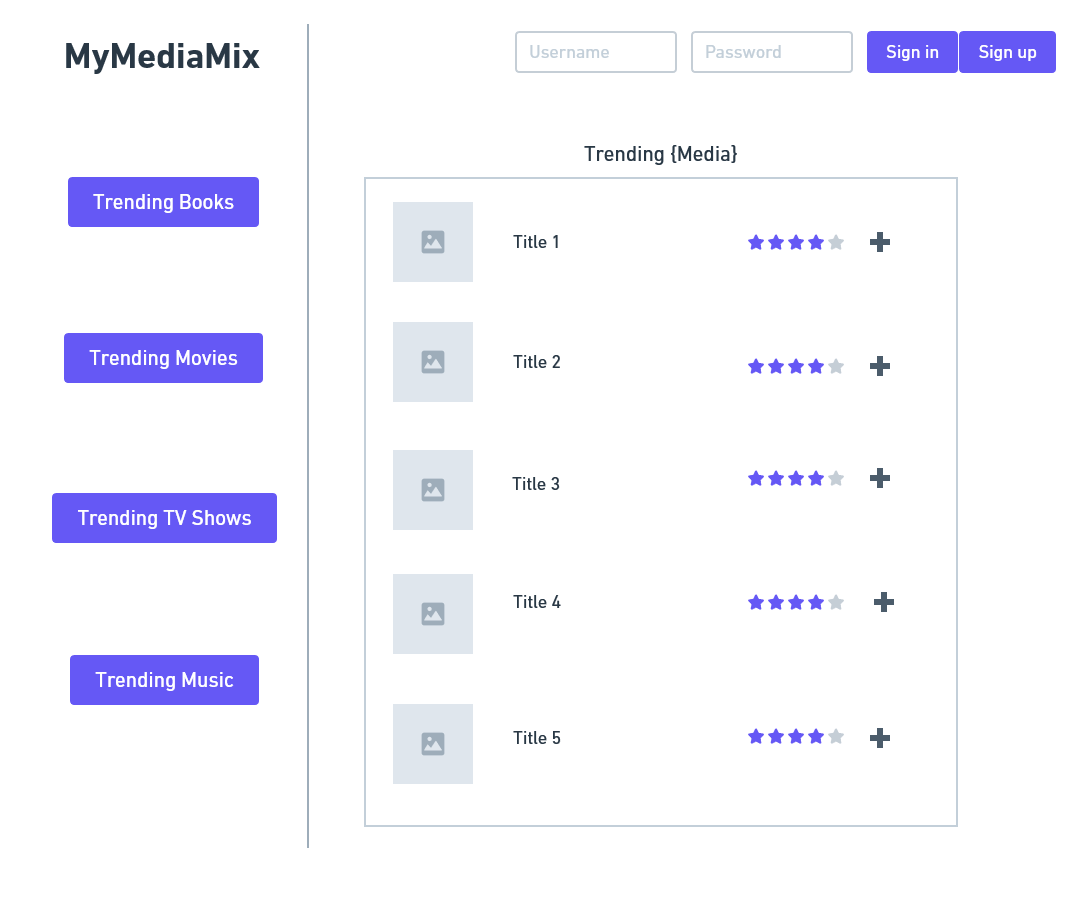 MyMediaMix
Username
Password
Sign in
Sign up
Trending Books
Trending Movies
Trending TV Shows
Trending Music
Trending {Media}
Title 1
Title 2
Title 3
Title 4
Title 5